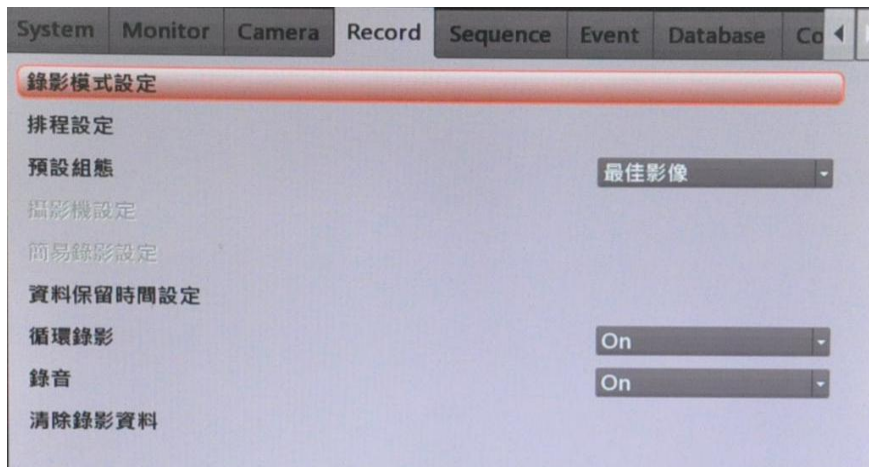 System Monitor Camera Record Sequence Event Database Co
錄影模式設定
排程設定
預設組態 最佳影像
攝影機設定
簡易錄影設定
資料保留時間設定
循環錄影 On
錄音 On
清除錄影資料